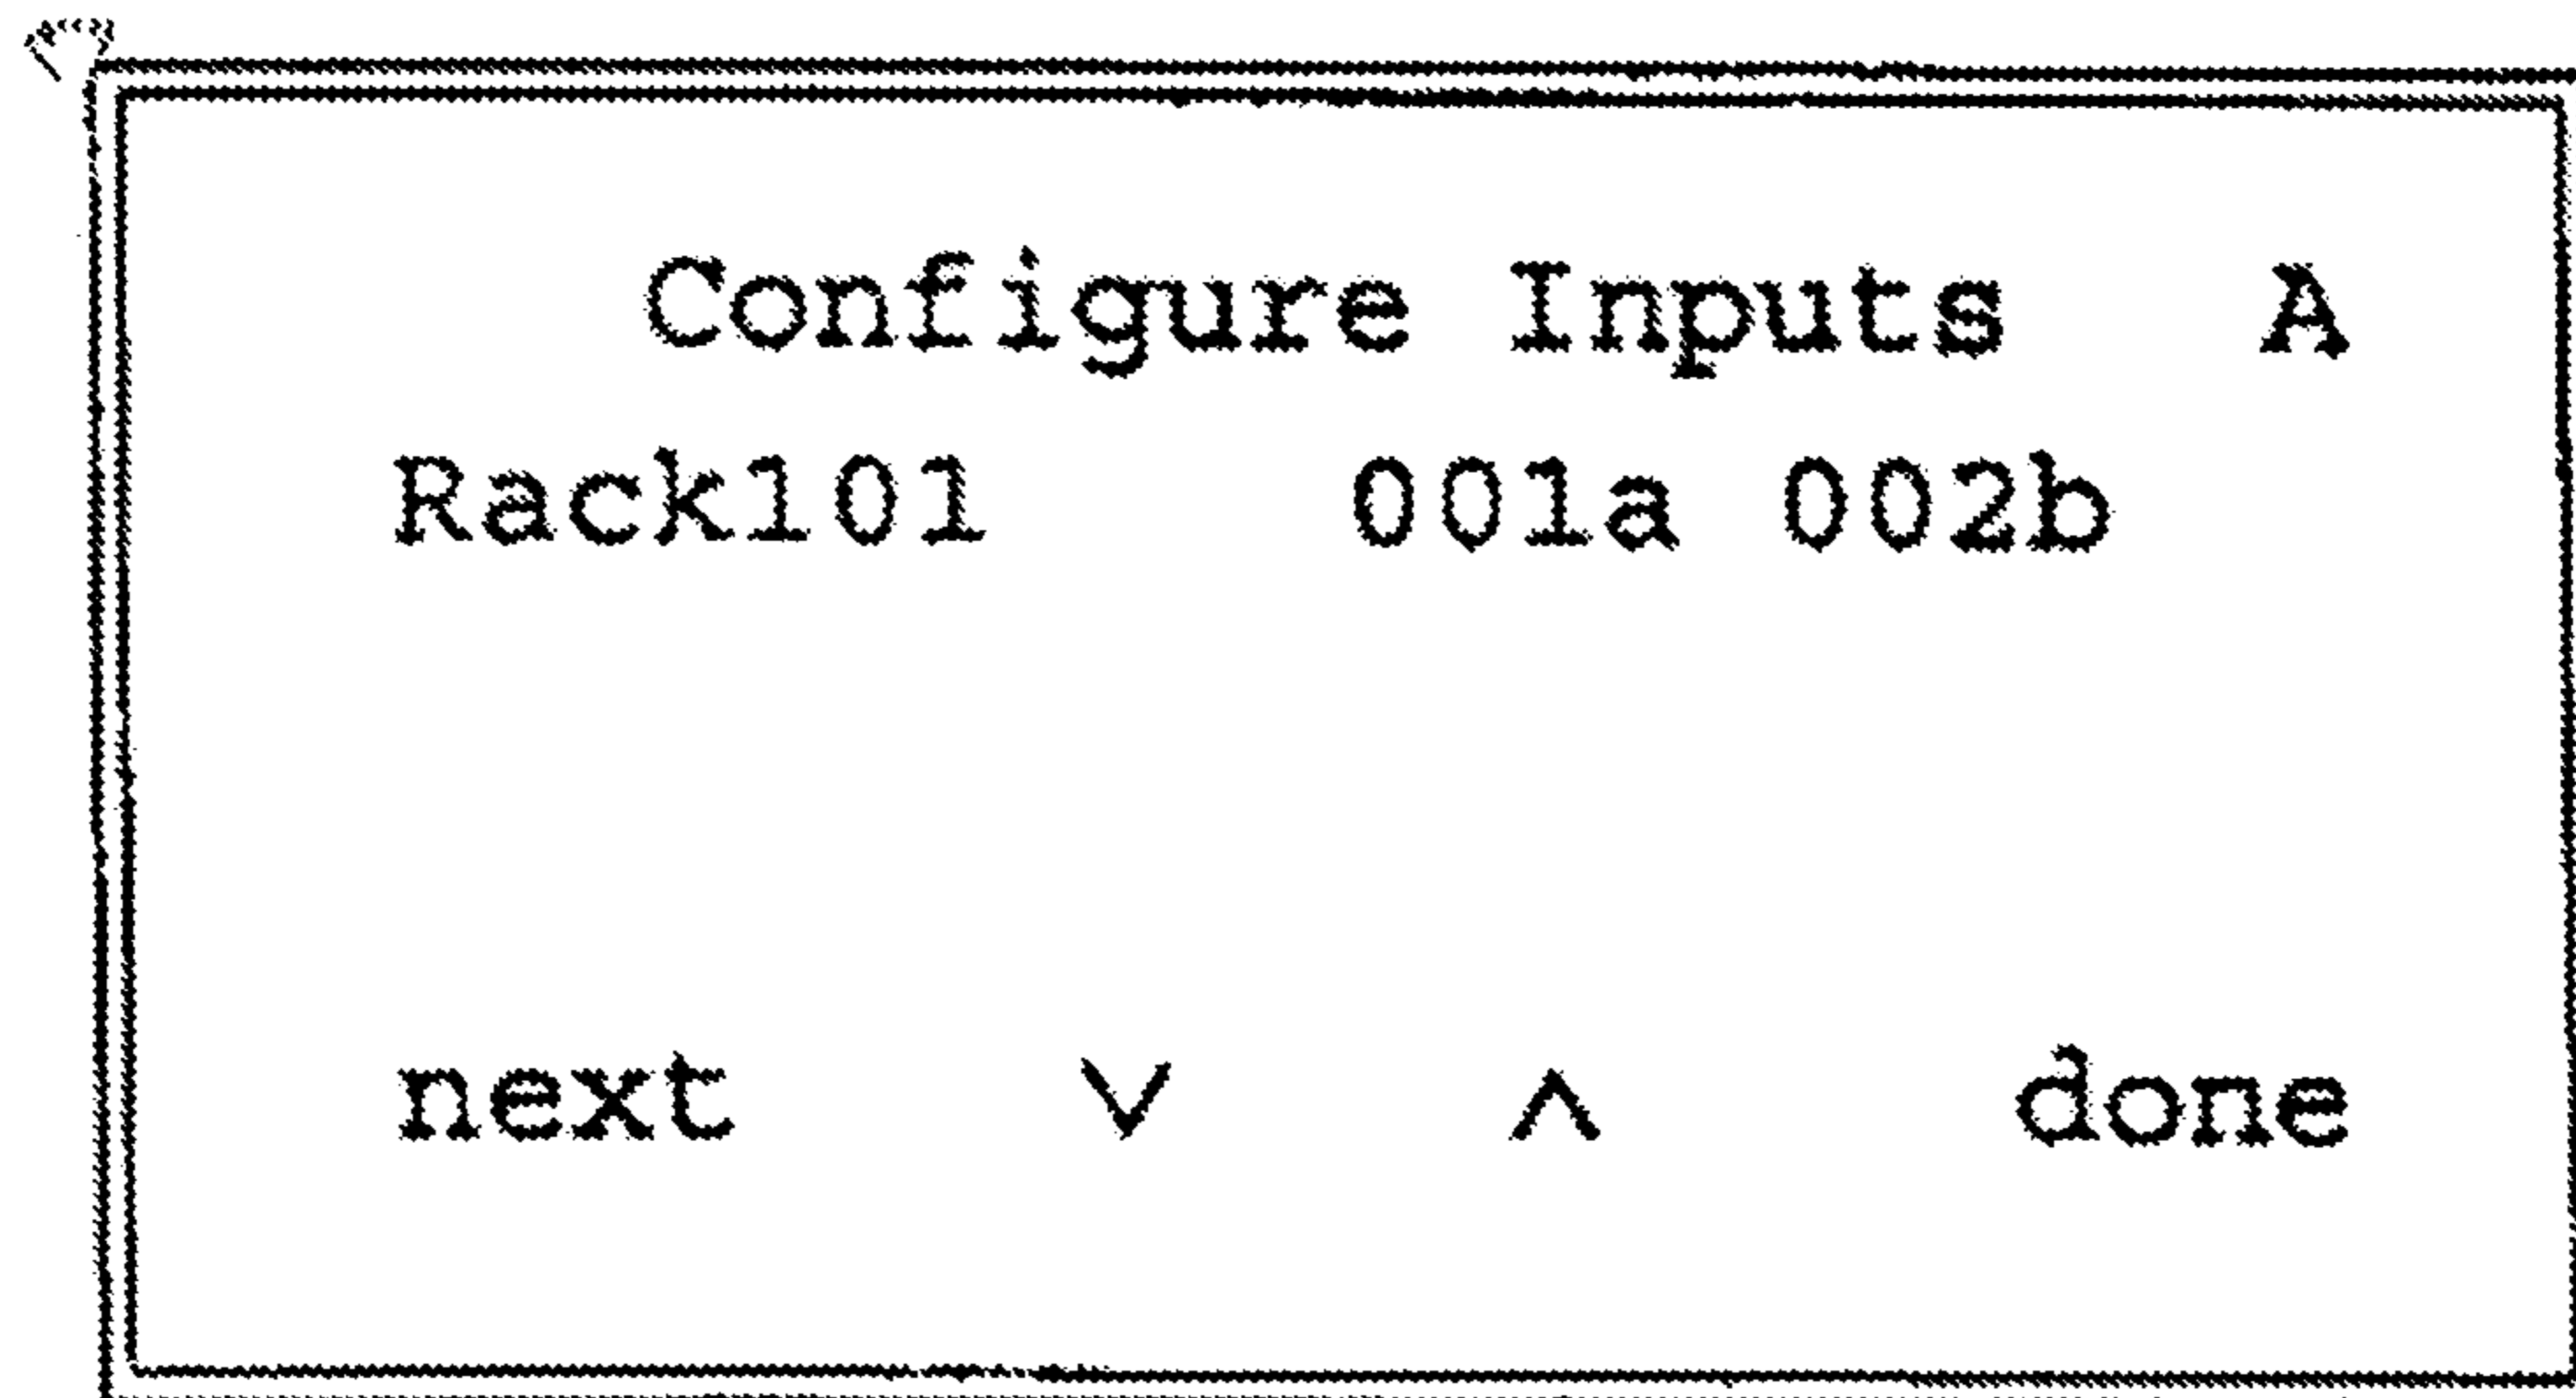 Configure Inputs A
Rack101 001a 002b
next ∨ ∧ done